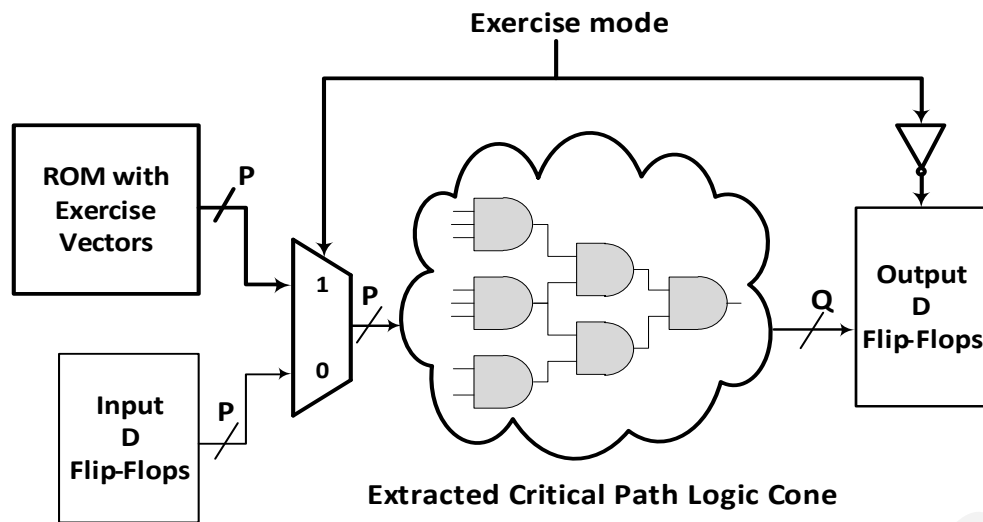 Exercise mode
ROM with
Exercise
Vectors
P
1
0
P
Input
D
Flip-Flops
P
Q
Output
D
Flip-Flops
Extracted Critical Path Logic Cone